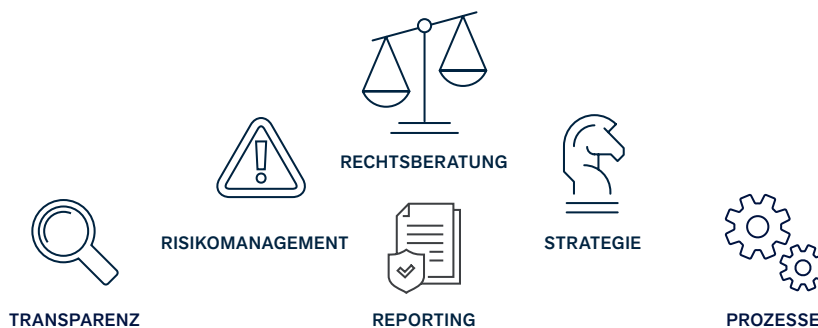 RECHTSBERATUNG
RISIKOMANAGEMENT
STRATEGIE
TRANSPARENZ
REPORTING
PROZESSE